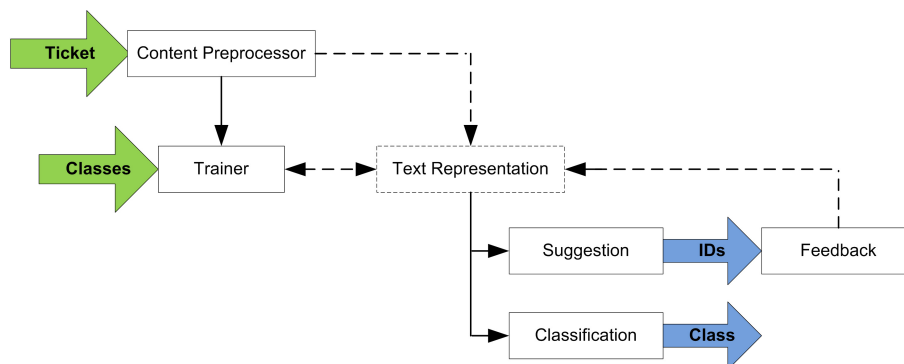 Ticket
Content Preprocessor
Classes
Trainer
Text Representation
Suggestion
IDs
Feedback
Classification
Class